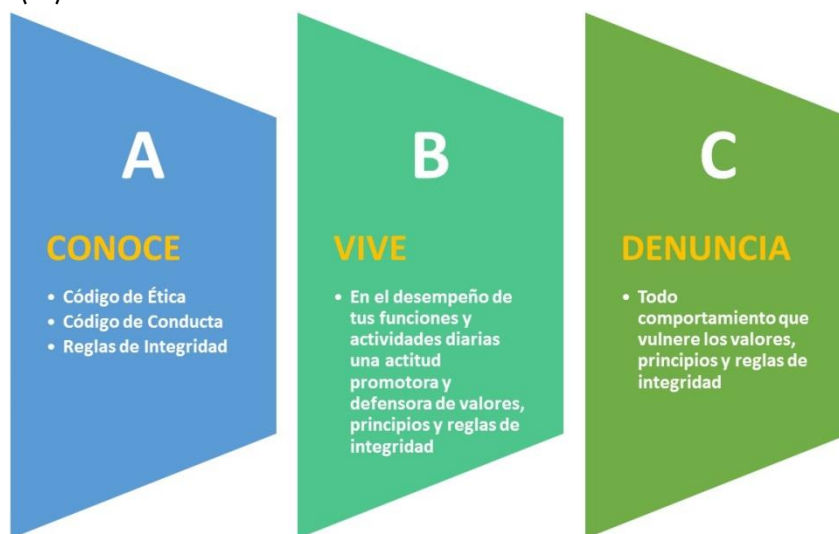 A
CONOCE
• Código de Ética
• Código de Conducta
• Reglas de Integridad
B
VIVE
• En el desempeño de
tus funciones y
actividades diarias
una actitud
promotora y
defensora de valores,
principios y reglas de
integridad
C
DENUNCIA
• Todo
comportamiento que
vulnere los valores,
principios y reglas de
integridad